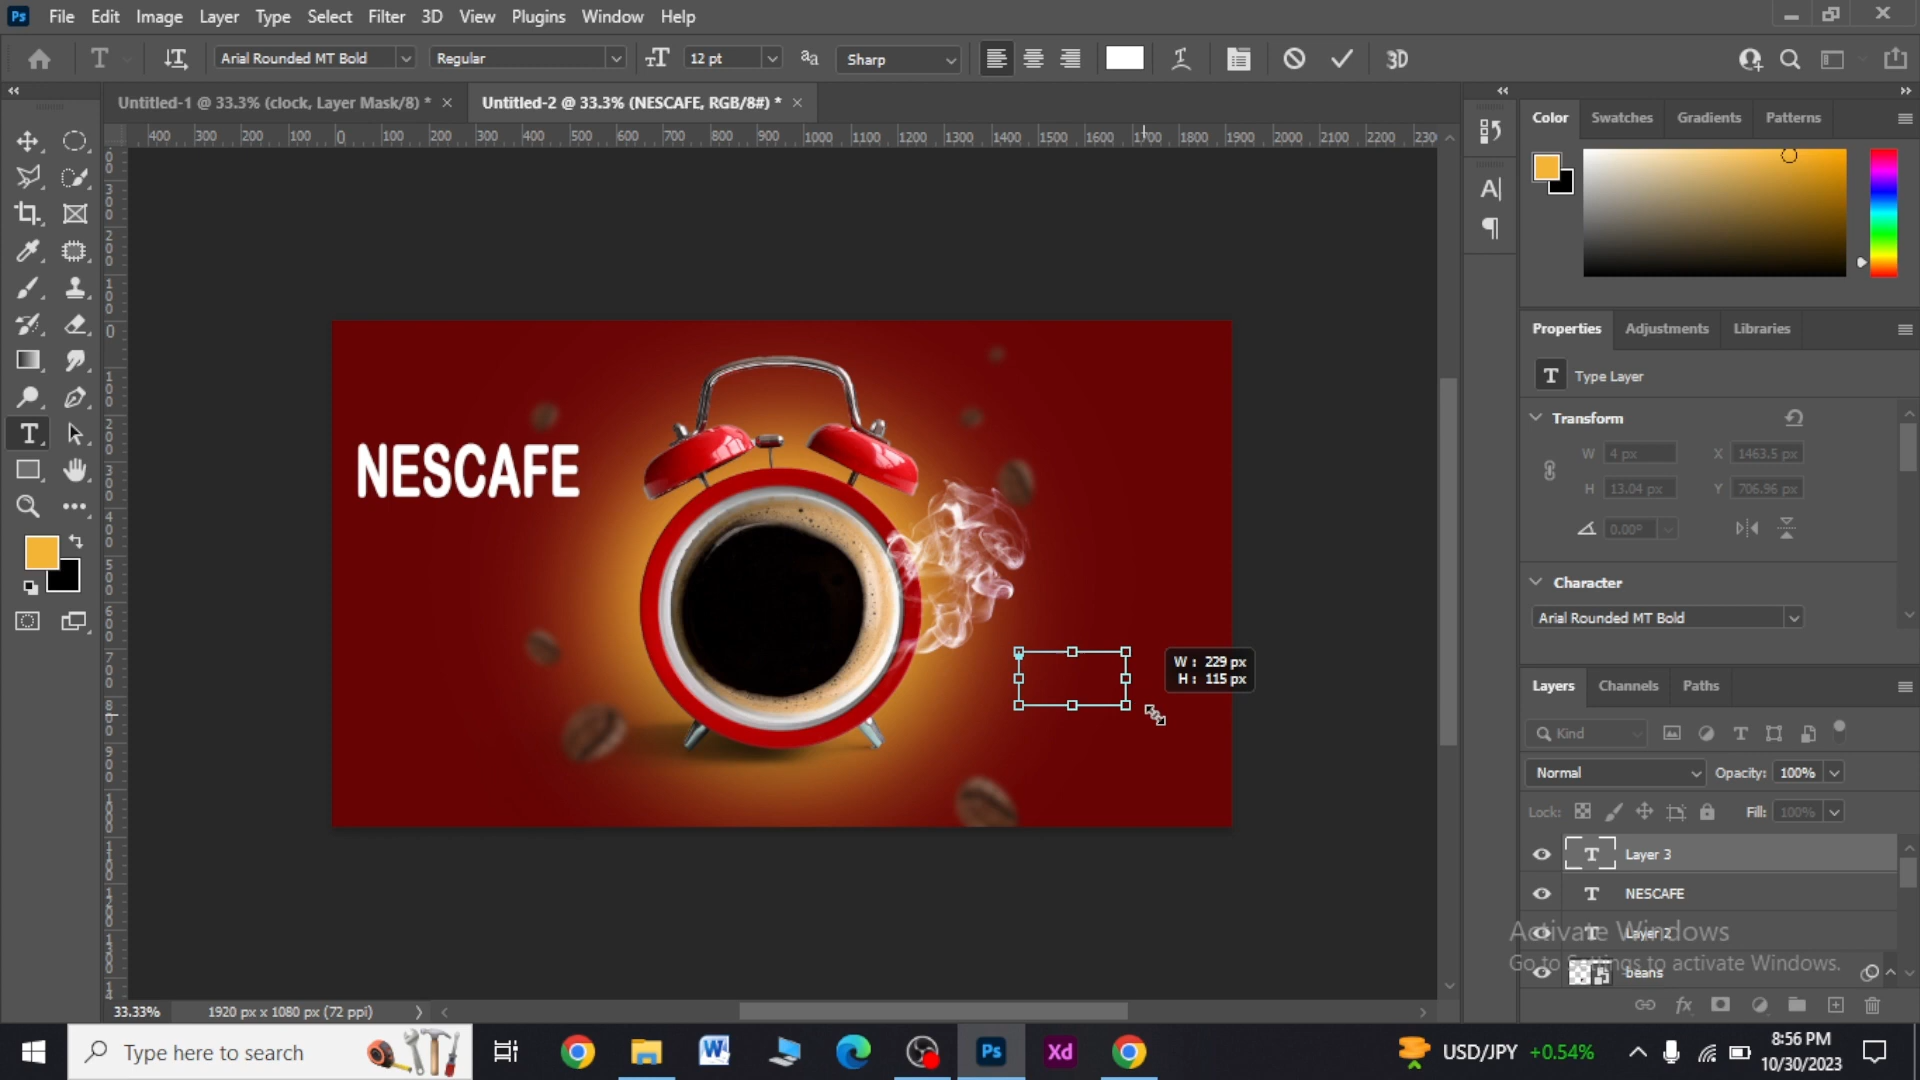 Ps File Edit Image Layer Type Select Filter 3D View Plugins Window Help
Arial Rounded MT Bold Regular 12 pt aa Sharp 3D
Untitled-1 @ 33.3% (clock, Layer Mask/8) * × Untitled-2 @ 33.3% (NESCAFE, RGB/8#) * ×
400 300 200 100 0 100 200 300 400 500 600 700 800 900 1000 1100 1200 1300 1400 1500 1600 1700 1800 1900 2000 2100 2200 230
Color Swatches Gradients Patterns
NESCAFE
W : 229 px
H : 115 px
Properties Adjustments Libraries
T Type Layer
Transform
W 4 px X 1463.5 px
H 13.04 px Y 706.96 px
0.00°
Character
Arial Rounded MT Bold
Layers Channels Paths
Kind
Normal Opacity: 100%
Lock: Fill: 100%
T Layer 3
T NESCAFE
T Layer 2
beans
Activate Windows
Go to Settings to activate Windows.
33.33% 1920 px x 1080 px (72 ppi)
Type here to search
Ps Xd
USD/JPY +0.54%
8:56 PM
10/30/2023